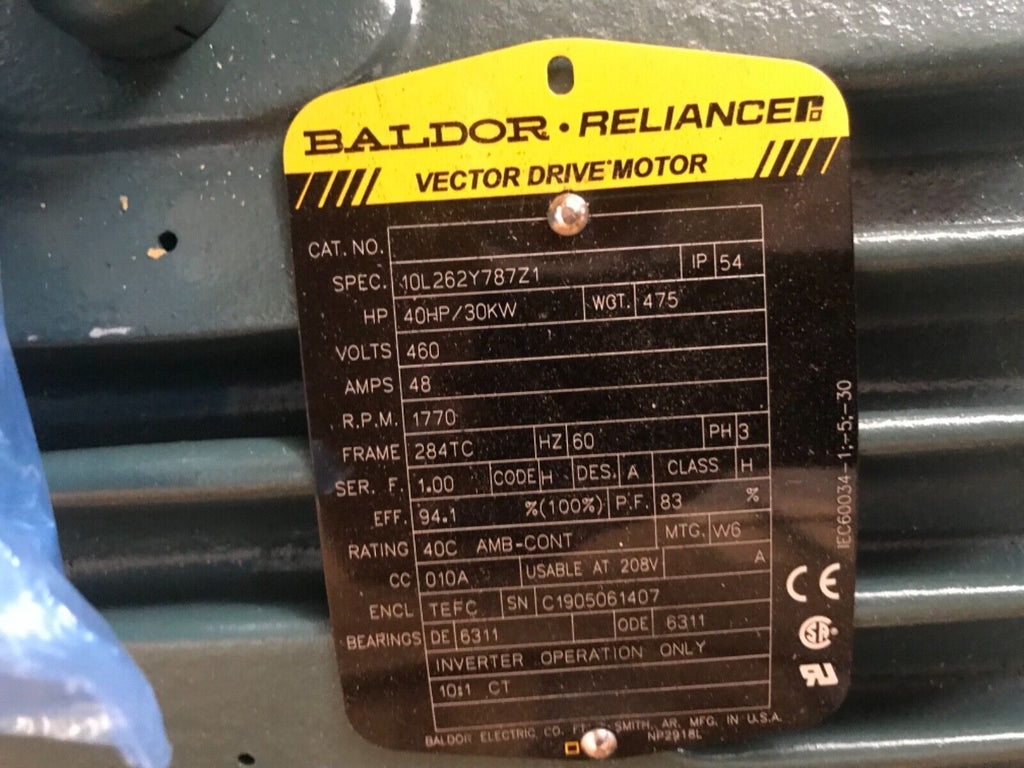 BALDOR • RELIANCE
VECTOR DRIVE MOTOR
CAT. NO.
SPEC. 10L262Y787Z1 IP 54
HP 40HP/30KW WGT. 475
VOLTS 460
AMPS 48
R.P.M. 1770
FRAME 284TC HZ 60 PH 3
SER. F. 1.00 CODE H DES. A CLASS H
EFF. 94.1 %(100%) P.F. 83 %
RATING 40C AMB-CONT MTG. W6
CC 010A USABLE AT 208V A
ENCL TEFC SN C1905061407
BEARINGS DE 6311 ODE 6311
INVERTER OPERATION ONLY
10:1 CT
BALDOR ELECTRIC. CO. SMITH, AR. MFG. IN U.S.A.
NP2918L
IEC60034-1;-5;-30
CE